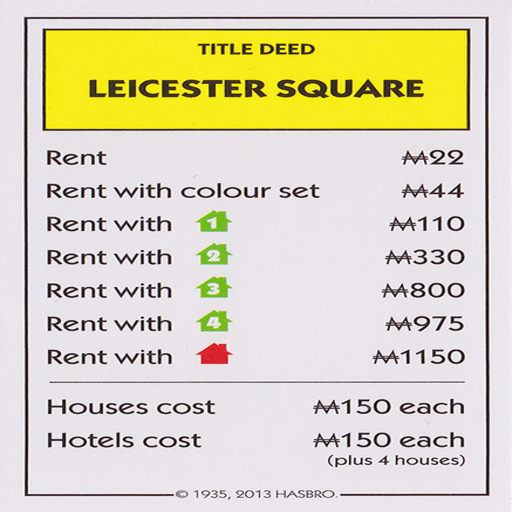 TITLE DEED
LEICESTER SQUARE
Rent ₩22
Rent with colour set ₩44
Rent with 1 ₩110
Rent with 2 ₩330
Rent with 3 ₩800
Rent with 4 ₩975
Rent with ₩1150
Houses cost ₩150 each
Hotels cost ₩150 each
(plus 4 houses)
© 1935, 2013 HASBRO.